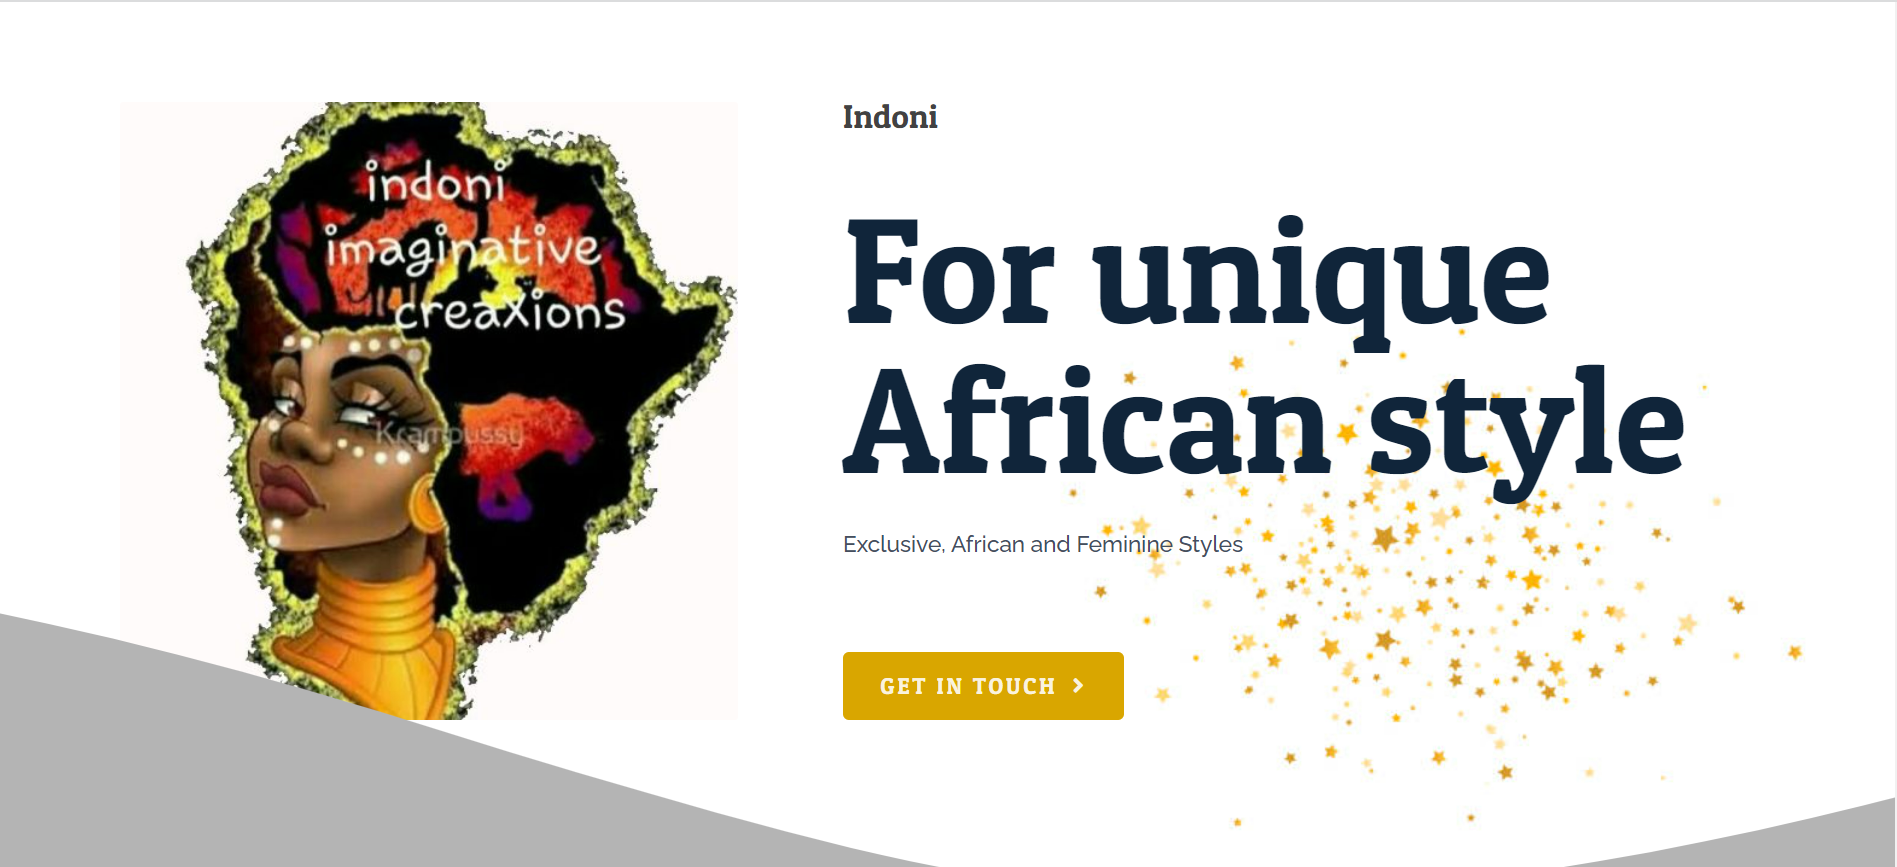 indoni
imaginative
creaXions
Krampussy
Indoni
For unique
African style
Exclusive, African and Feminine Styles
GET IN TOUCH